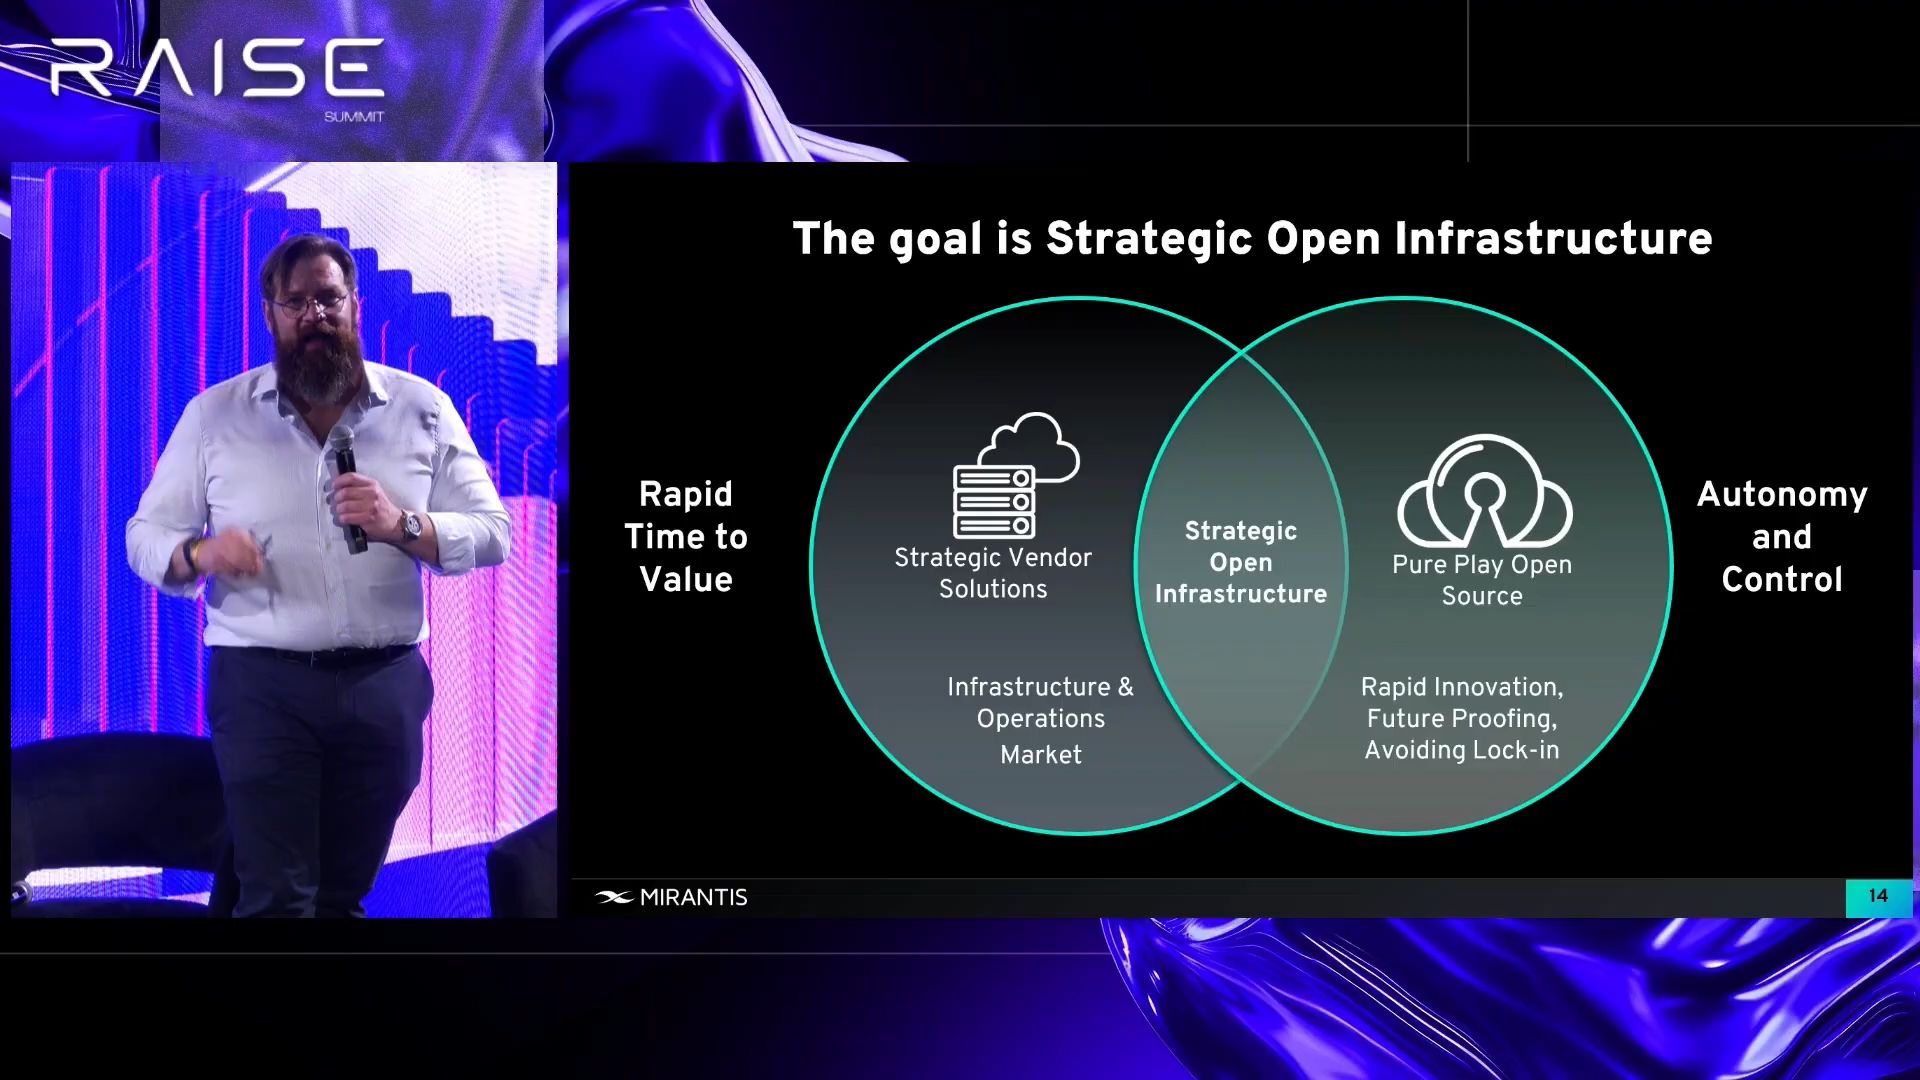 RAISE
SUMMIT
The goal is Strategic Open Infrastructure
Rapid
Time to
Value
Strategic Vendor
Solutions
Infrastructure &
Operations
Market
Strategic
Open
Infrastructure
Pure Play Open
Source
Rapid Innovation,
Future Proofing,
Avoiding Lock-in
Autonomy
and
Control
MIRANTIS
14